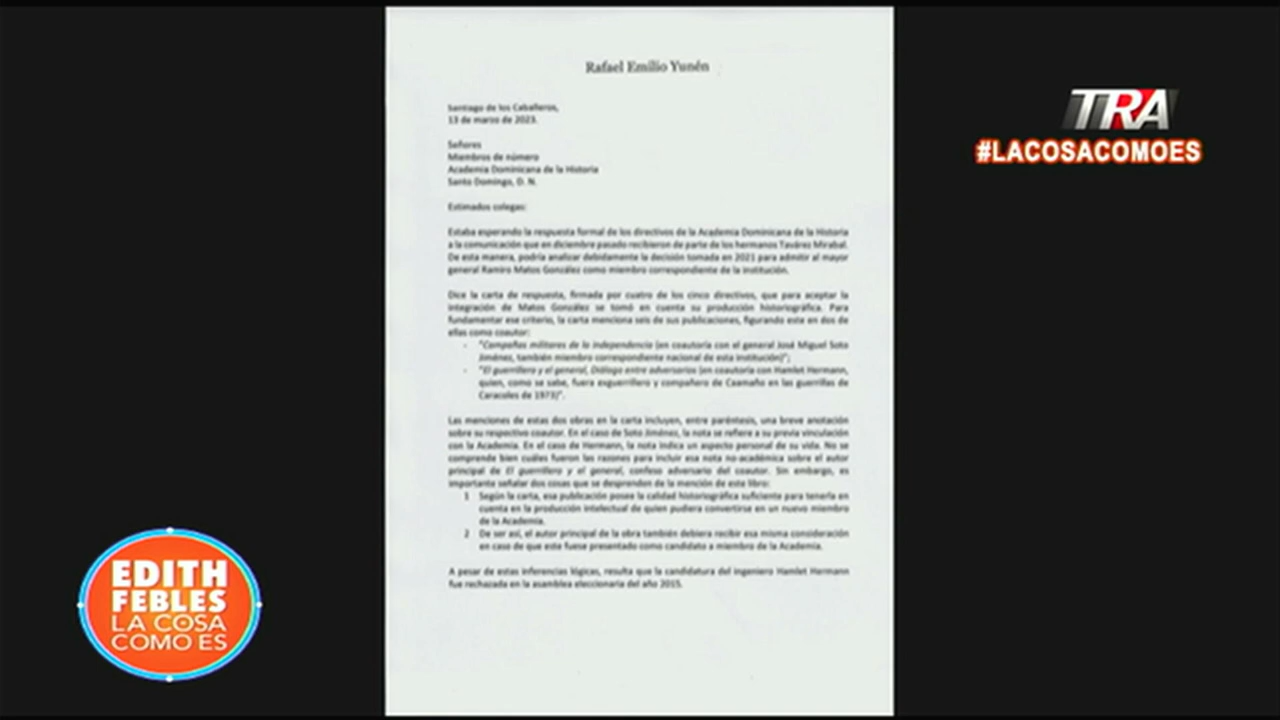 Rafael Emilio Yunén
Santiago de los Caballeros,
13 de marzo de 2023.
Señores
Miembros de número
Academia Dominicana de la Historia
Santo Domingo, D. N.
Estimados colegas:
Estaba esperando la respuesta formal de los directivos de la Academia Dominicana de la Historia
a la comunicación que en diciembre pasado recibieron de parte de los hermanos Tavárez Mirabal.
De esta manera, podría analizar debidamente la decisión tomada en 2021 para admitir al mayor
general Ramiro Matos González como miembro correspondiente de la institución.
Dice la carta de respuesta, firmada por cuatro de los cinco directivos, que para aceptar la
integración de Matos González se tomó en cuenta su producción historiográfica. Para
fundamentar ese criterio, la carta menciona seis de sus publicaciones, figurando este en dos de
ellas como coautor:
- "Campañas militares de la independencia (en coautoría con el general José Miguel Soto
Jiménez, también miembro correspondiente nacional de esta institución)";
- "El guerrillero y el general, Diálogo entre adversarios (en coautoría con Hamlet Hermann,
quien, como se sabe, fuera exguerrillero y compañero de Caamaño en las guerrillas de
Caracoles de 1973)".
Las menciones de estas dos obras en la carta incluyen, entre paréntesis, una breve anotación
sobre su respectivo coautor. En el caso de Soto Jiménez, la nota se refiere a su previa vinculación
con la Academia. En el caso de Hermann, la nota indica un aspecto personal de su vida. No se
comprende bien cuáles fueron las razones para incluir esa nota no-académica sobre el autor
principal de El guerrillero y el general, confeso adversario del coautor. Sin embargo, es
importante señalar dos cosas que se desprenden de la mención de este libro:
1 Según la carta, esa publicación posee la calidad historiográfica suficiente para tenerla en
cuenta en la producción intelectual de quien pudiera convertirse en un nuevo miembro
de la Academia.
2 De ser así, el autor principal de la obra también debiera recibir esa misma consideración
en caso de que este fuese presentado como candidato a miembro de la Academia.
A pesar de estas inferencias lógicas, resulta que la candidatura del ingeniero Hamlet Hermann
fue rechazada en la asamblea eleccionaria del año 2015.
TRA
#LACOSACOMOES
EDITH
FEBLES
LA COSA
COMO ES